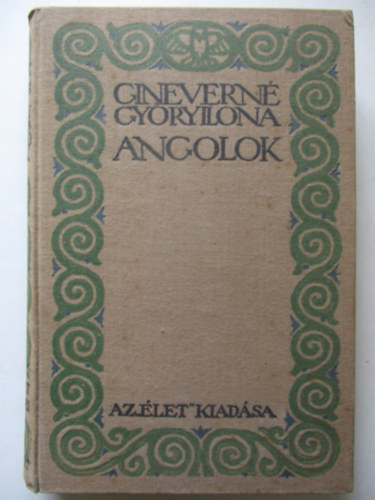 GINEVERNÉ
GYŐRY ILONA
ANGOLOK
AZ „ÉLET” KIADÁSA